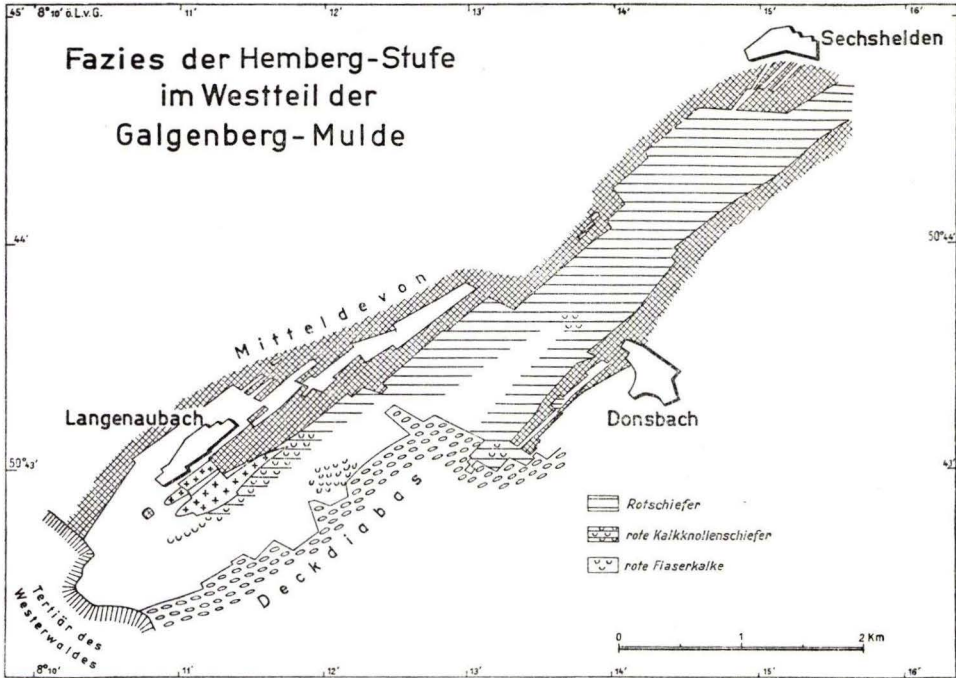 45' 8°10' ö.L.v.G. 11' 12' 13' 14' 15' 16'
Sechshelden
Fazies der Hemberg-Stufe
im Westteil der
Galgenberg-Mulde
44' 50°44'
Mitteldevon
Langenaubach
Donsbach
50°43' 43'
Deckdiabas
Rotschiefer
rote Kalkknollenschiefer
rote Flaserkalke
Tertiär des
Westerwaldes
0 1 2 Km
8°10' 11' 12' 13' 14' 15' 16'